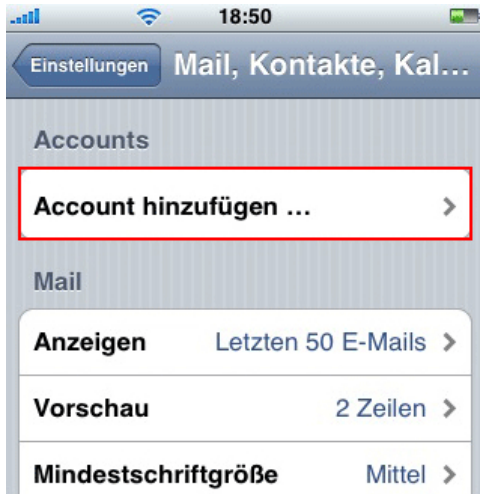 18:50
Einstellungen Mail, Kontakte, Kal...
Accounts
Account hinzufügen ...
Mail
Anzeigen Letzten 50 E-Mails
Vorschau 2 Zeilen
Mindestschriftgröße Mittel